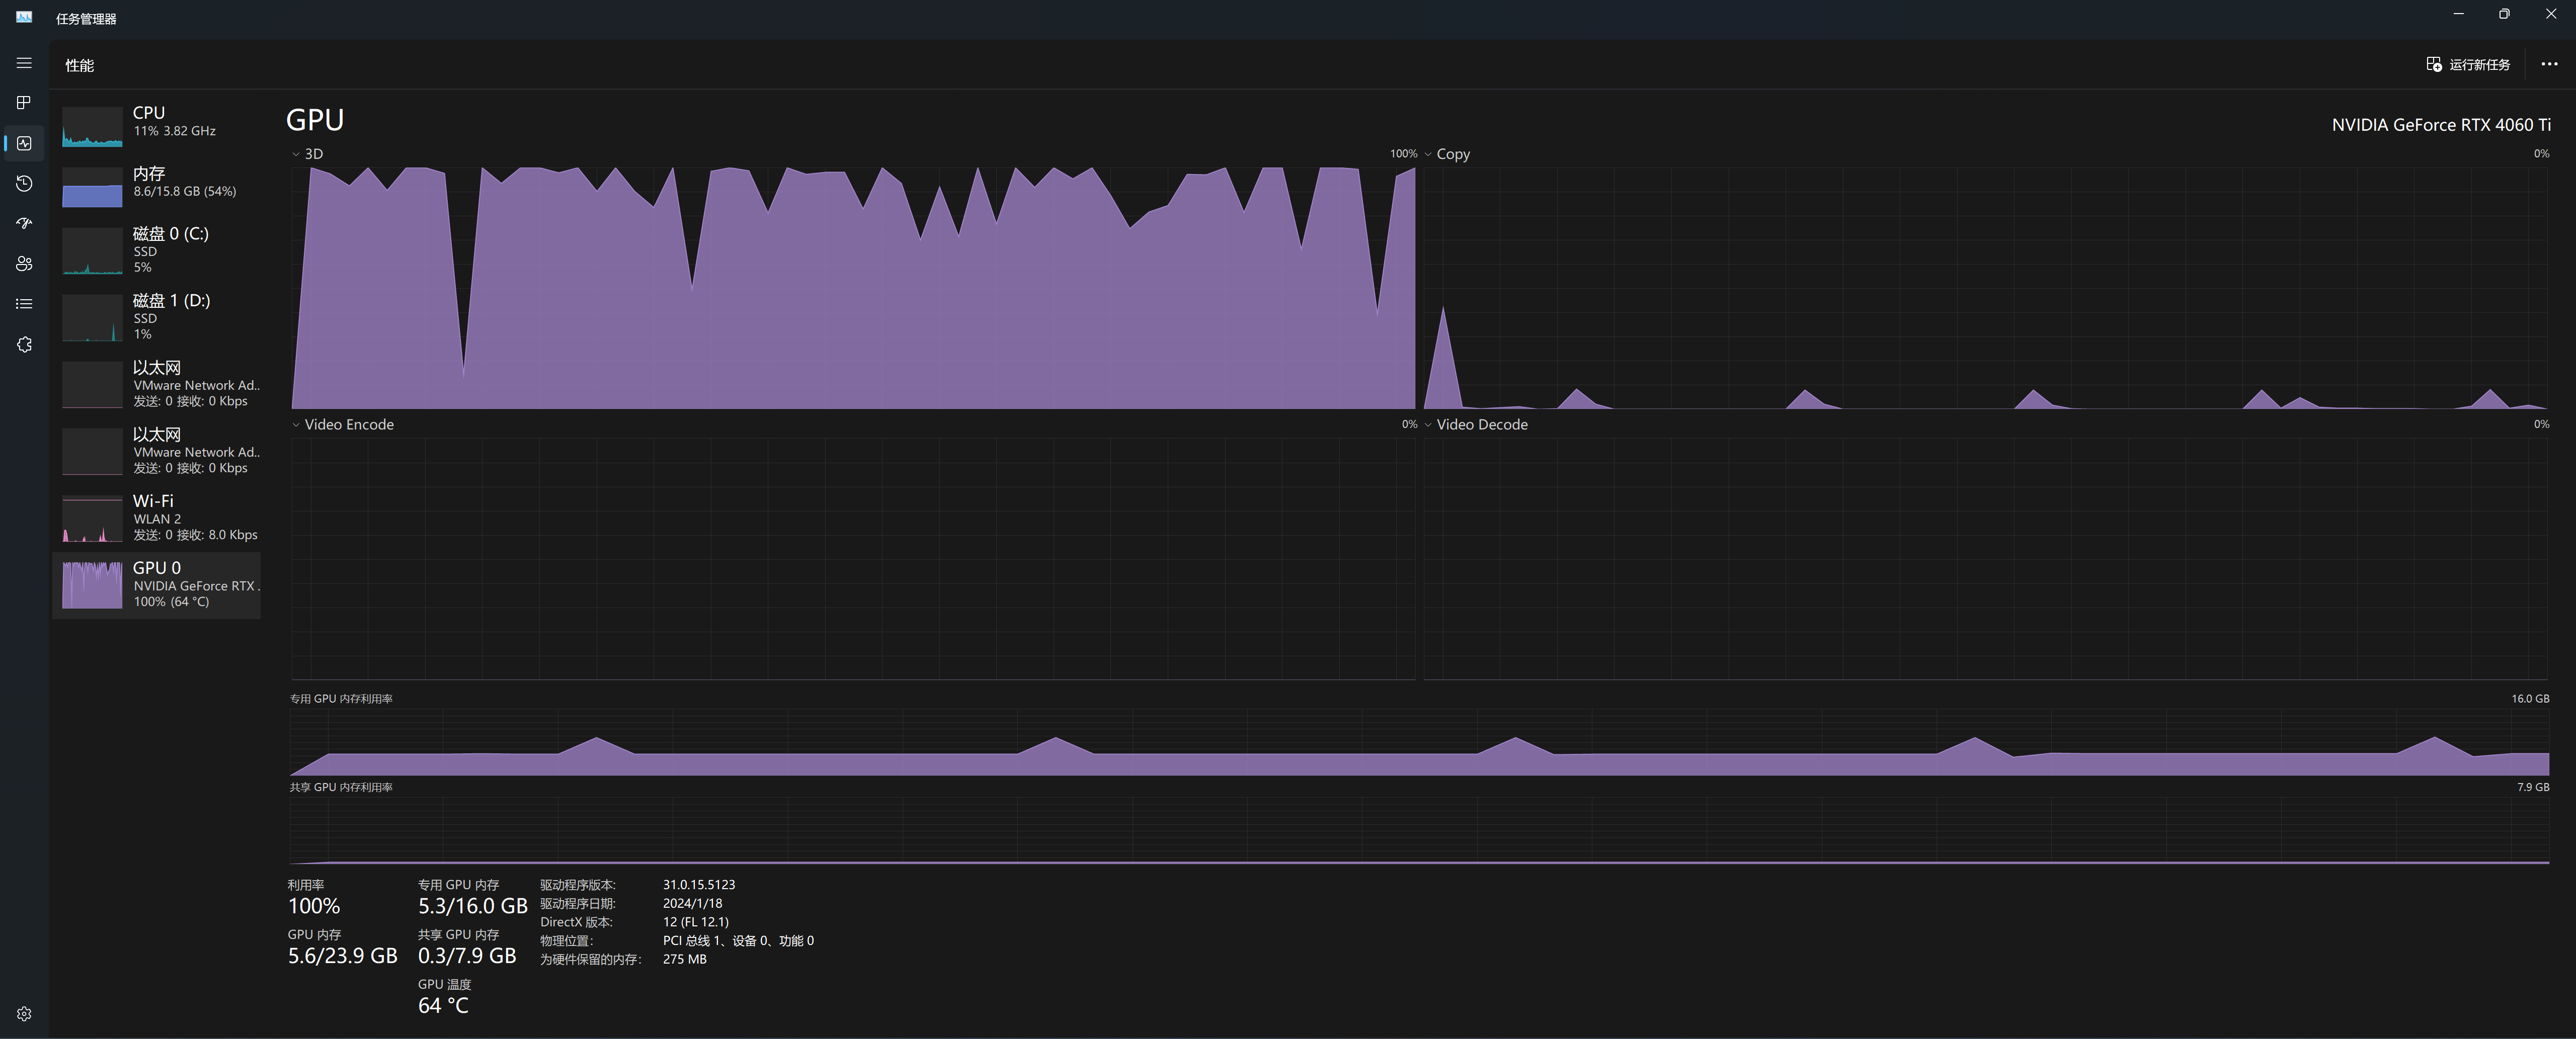 任务管理器
性能
运行新任务
CPU
11% 3.82 GHz
内存
8.6/15.8 GB (54%)
磁盘 0 (C:)
SSD
5%
磁盘 1 (D:)
SSD
1%
以太网
VMware Network Ad..
发送: 0 接收: 0 Kbps
以太网
VMware Network Ad..
发送: 0 接收: 0 Kbps
Wi-Fi
WLAN 2
发送: 0 接收: 8.0 Kbps
GPU 0
NVIDIA GeForce RTX .
100% (64 °C)
GPU
NVIDIA GeForce RTX 4060 Ti
3D 100%
Copy 0%
Video Encode 0%
Video Decode 0%
专用 GPU 内存利用率 16.0 GB
共享 GPU 内存利用率 7.9 GB
利用率
100%
GPU 内存
5.6/23.9 GB
专用 GPU 内存
5.3/16.0 GB
共享 GPU 内存
0.3/7.9 GB
GPU 温度
64 °C
驱动程序版本: 31.0.15.5123
驱动程序日期: 2024/1/18
DirectX 版本: 12 (FL 12.1)
物理位置: PCI 总线 1、设备 0、功能 0
为硬件保留的内存: 275 MB